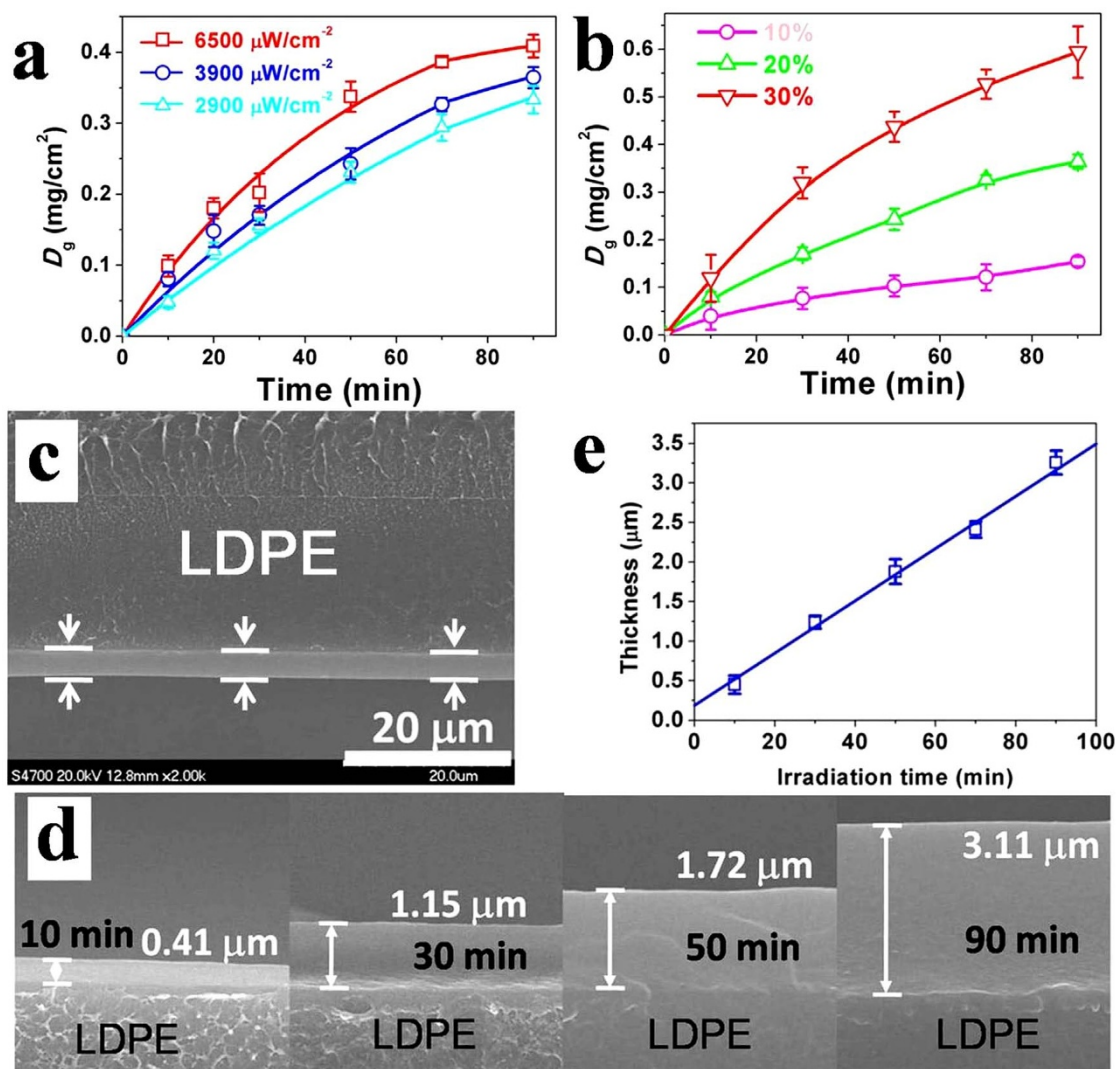 a
6500 μW/cm⁻²
3900 μW/cm⁻²
2900 μW/cm⁻²
0.4
0.3
0.2
0.1
0.0
Dg (mg/cm²)
0 20 40 60 80
Time (min)
b
10%
20%
30%
0.6
0.5
0.4
0.3
0.2
0.1
0.0
Dg (mg/cm²)
0 20 40 60 80
Time (min)
c
LDPE
20 μm
S4700 20.0kV 12.8mm x2.00k 20.0um
e
3.5
3.0
2.5
2.0
1.5
1.0
0.5
0.0
Thickness (μm)
0 20 40 60 80 100
Irradiation time (min)
d
10 min
0.41 μm
LDPE
1.15 μm
30 min
LDPE
1.72 μm
50 min
LDPE
3.11 μm
90 min
LDPE